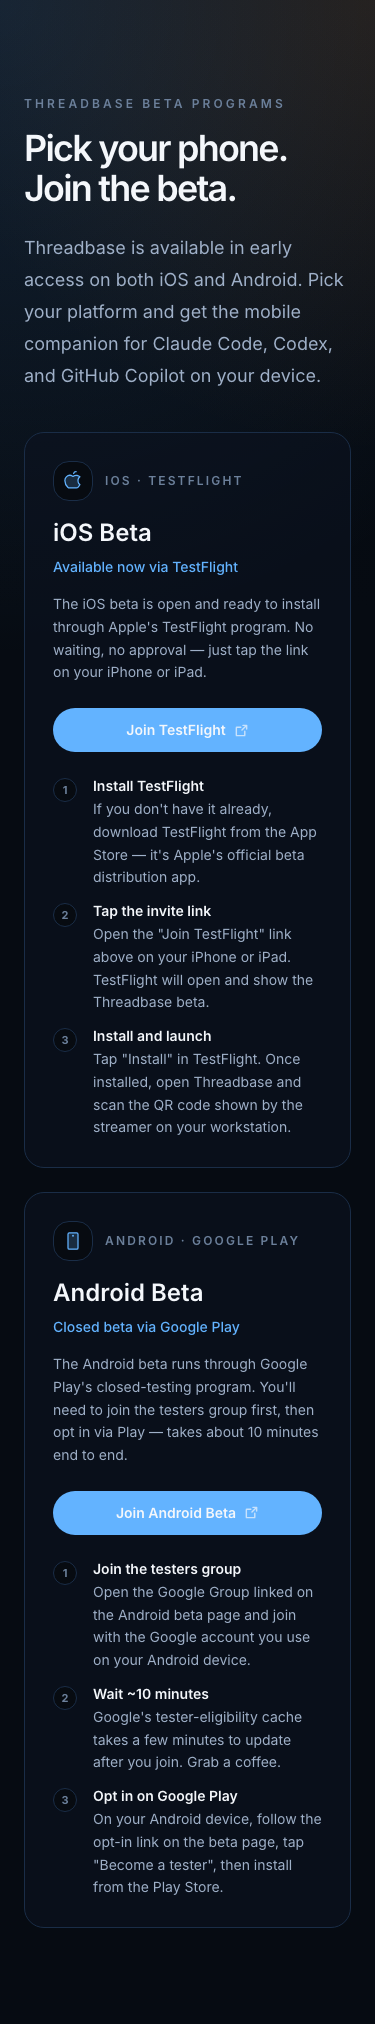 THREADBASE BETA PROGRAMS
Pick your phone.
Join the beta.
Threadbase is available in early
access on both iOS and Android. Pick
your platform and get the mobile
companion for Claude Code, Codex,
and GitHub Copilot on your device.
IOS · TESTFLIGHT
iOS Beta
Available now via TestFlight
The iOS beta is open and ready to install
through Apple's TestFlight program. No
waiting, no approval — just tap the link
on your iPhone or iPad.
Join TestFlight
1
Install TestFlight
If you don't have it already,
download TestFlight from the App
Store — it's Apple's official beta
distribution app.
2
Tap the invite link
Open the "Join TestFlight" link
above on your iPhone or iPad.
TestFlight will open and show the
Threadbase beta.
3
Install and launch
Tap "Install" in TestFlight. Once
installed, open Threadbase and
scan the QR code shown by the
streamer on your workstation.
ANDROID · GOOGLE PLAY
Android Beta
Closed beta via Google Play
The Android beta runs through Google
Play's closed-testing program. You'll
need to join the testers group first, then
opt in via Play — takes about 10 minutes
end to end.
Join Android Beta
1
Join the testers group
Open the Google Group linked on
the Android beta page and join
with the Google account you use
on your Android device.
2
Wait ~10 minutes
Google's tester-eligibility cache
takes a few minutes to update
after you join. Grab a coffee.
3
Opt in on Google Play
On your Android device, follow the
opt-in link on the beta page, tap
"Become a tester", then install
from the Play Store.